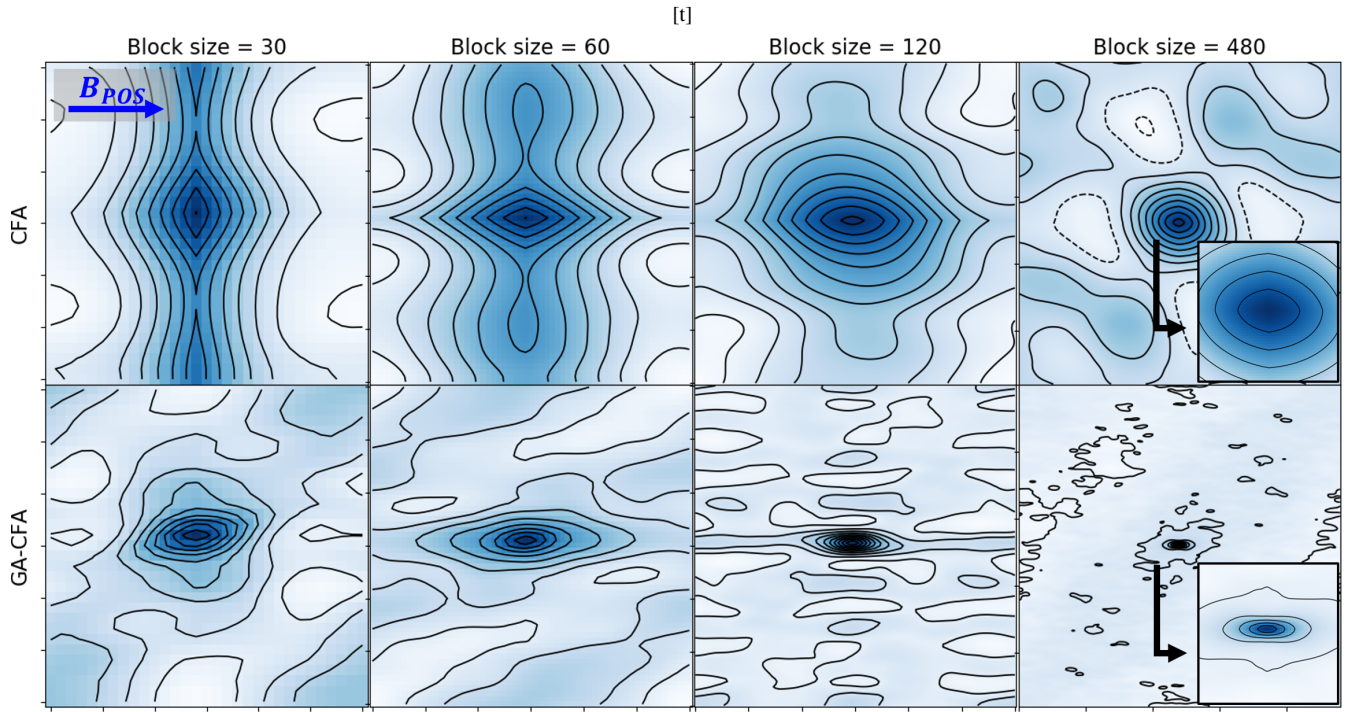 [t]
Block size = 30
Block size = 60
Block size = 120
Block size = 480
B_POS
CFA
GA-CFA